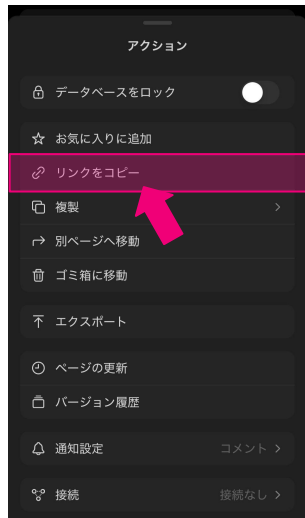 アクション
データベースをロック
お気に入りに追加
リンクをコピー
複製
別ページへ移動
ゴミ箱に移動
エクスポート
ページの更新
バージョン履歴
通知設定 コメント
接続 接続なし